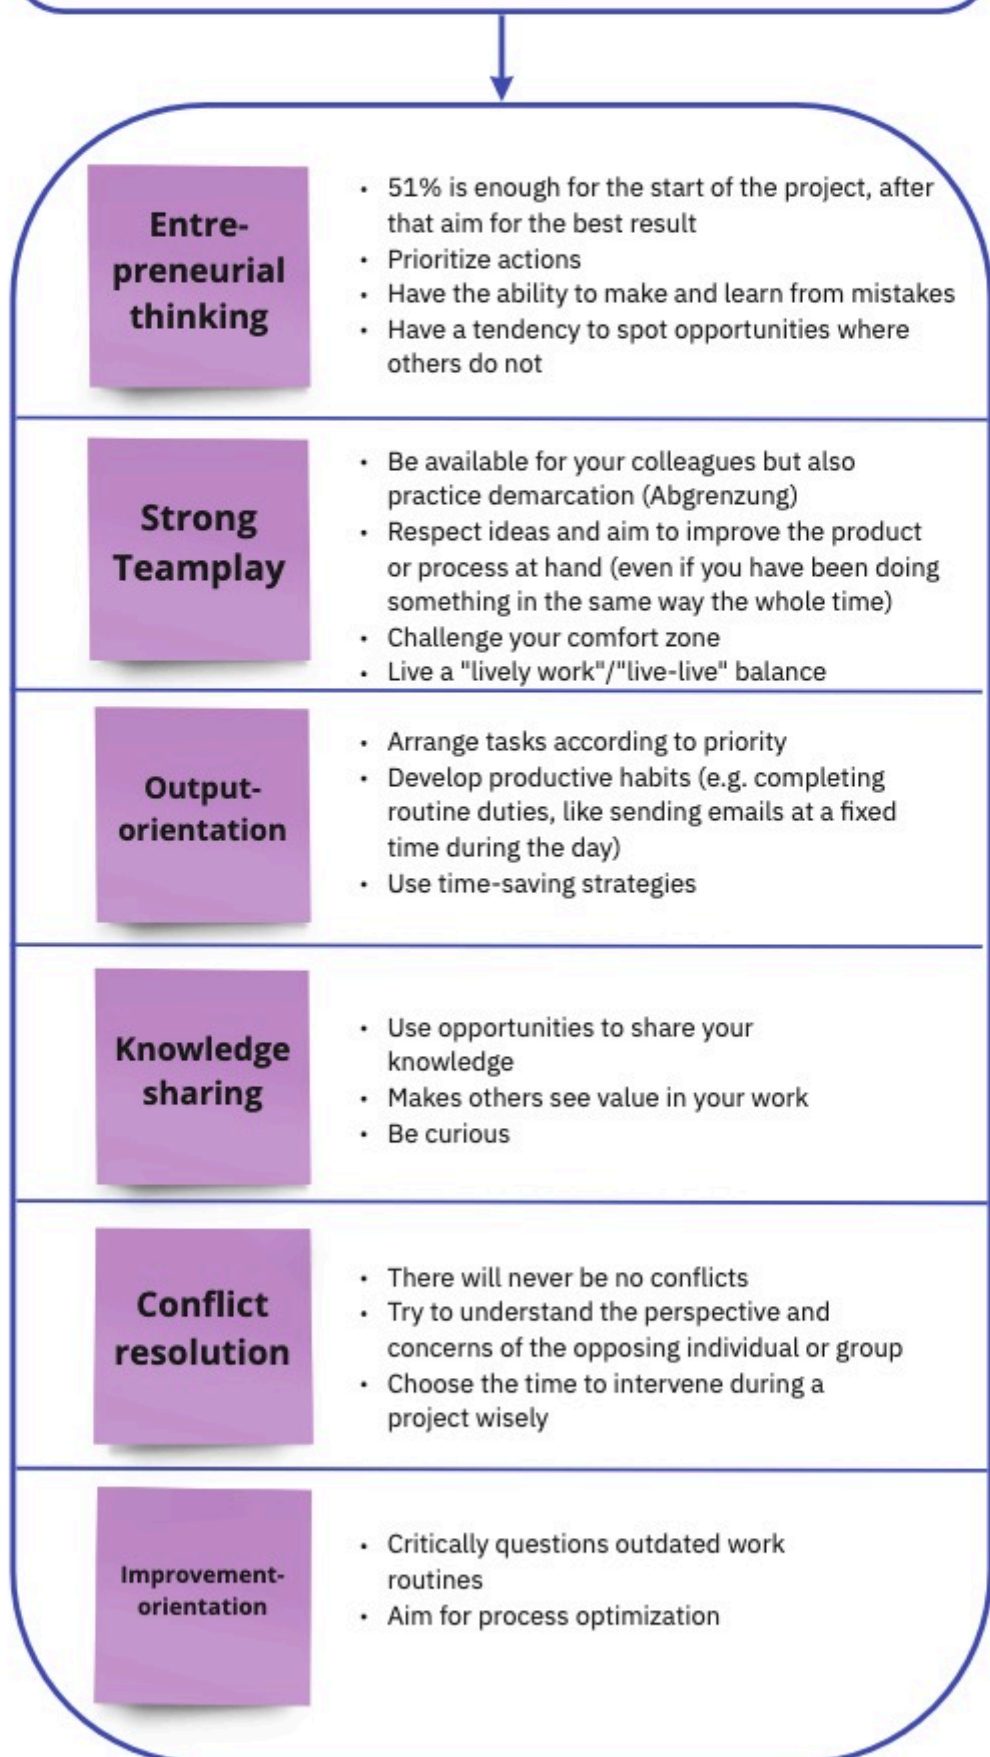 Entre-
preneurial
thinking
• 51% is enough for the start of the project, after
that aim for the best result
• Prioritize actions
• Have the ability to make and learn from mistakes
• Have a tendency to spot opportunities where
others do not
Strong
Teamplay
• Be available for your colleagues but also
practice demarcation (Abgrenzung)
• Respect ideas and aim to improve the product
or process at hand (even if you have been doing
something in the same way the whole time)
• Challenge your comfort zone
• Live a "lively work"/"live-live" balance
Output-
orientation
• Arrange tasks according to priority
• Develop productive habits (e.g. completing
routine duties, like sending emails at a fixed
time during the day)
• Use time-saving strategies
Knowledge
sharing
• Use opportunities to share your
knowledge
• Makes others see value in your work
• Be curious
Conflict
resolution
• There will never be no conflicts
• Try to understand the perspective and
concerns of the opposing individual or group
• Choose the time to intervene during a
project wisely
Improvement-
orientation
• Critically questions outdated work
routines
• Aim for process optimization